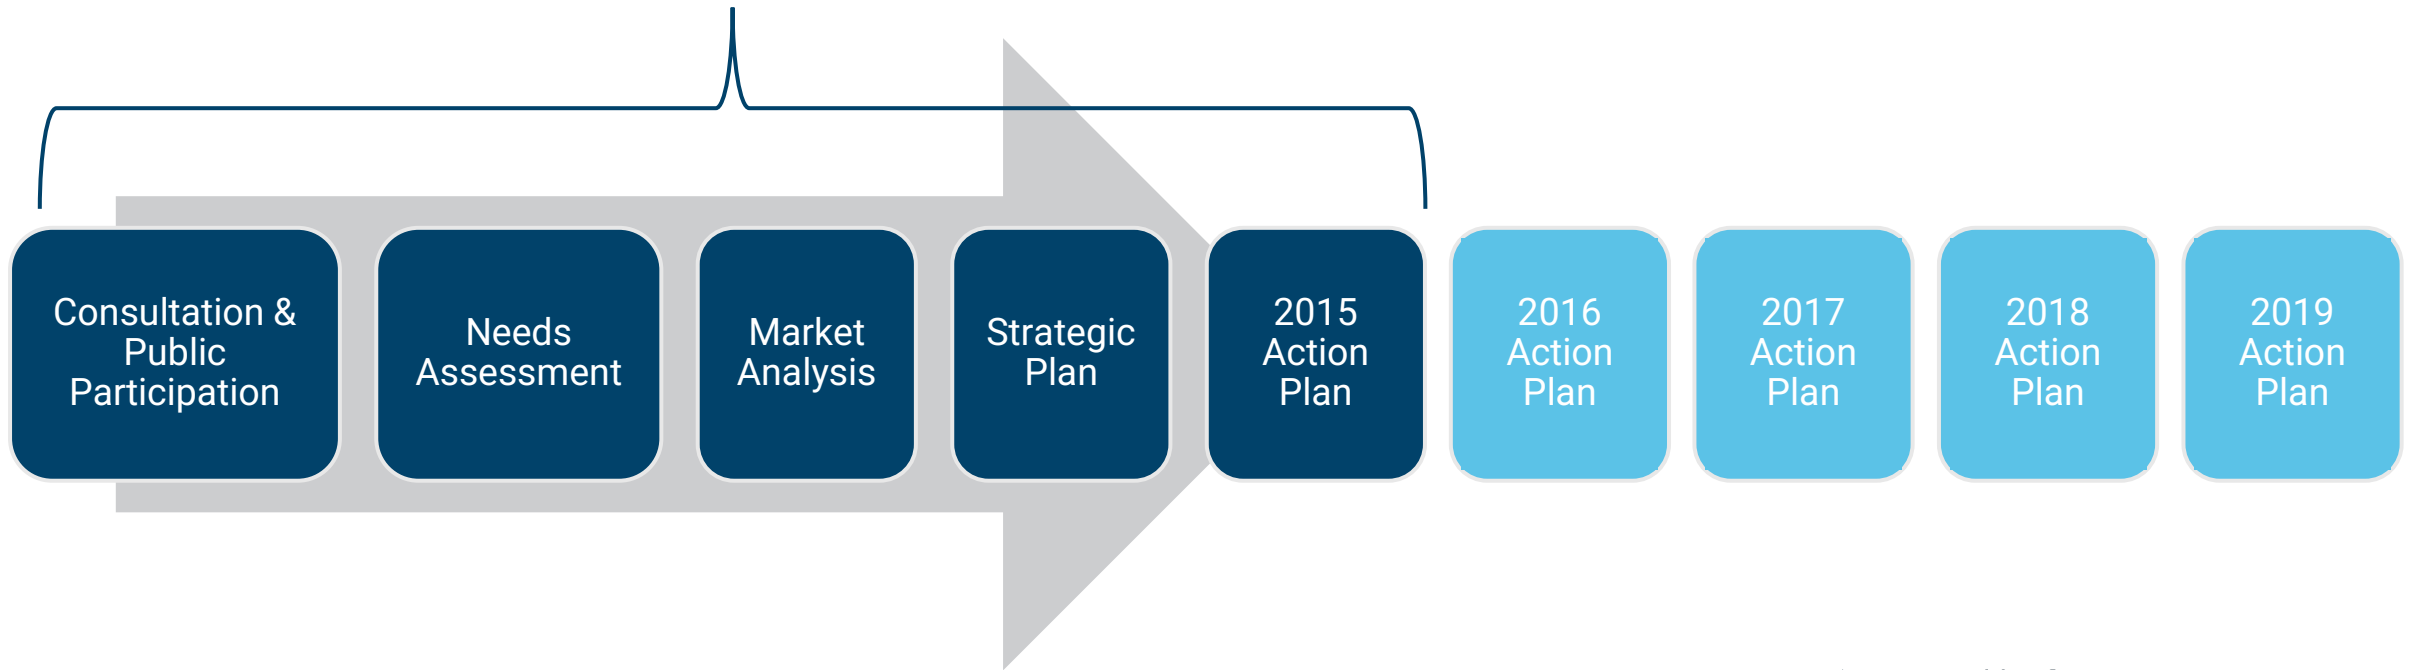 Consultation &
Public
Participation
Needs
Assessment
Market
Analysis
Strategic
Plan
2015
Action
Plan
2016
Action
Plan
2017
Action
Plan
2018
Action
Plan
2019
Action
Plan